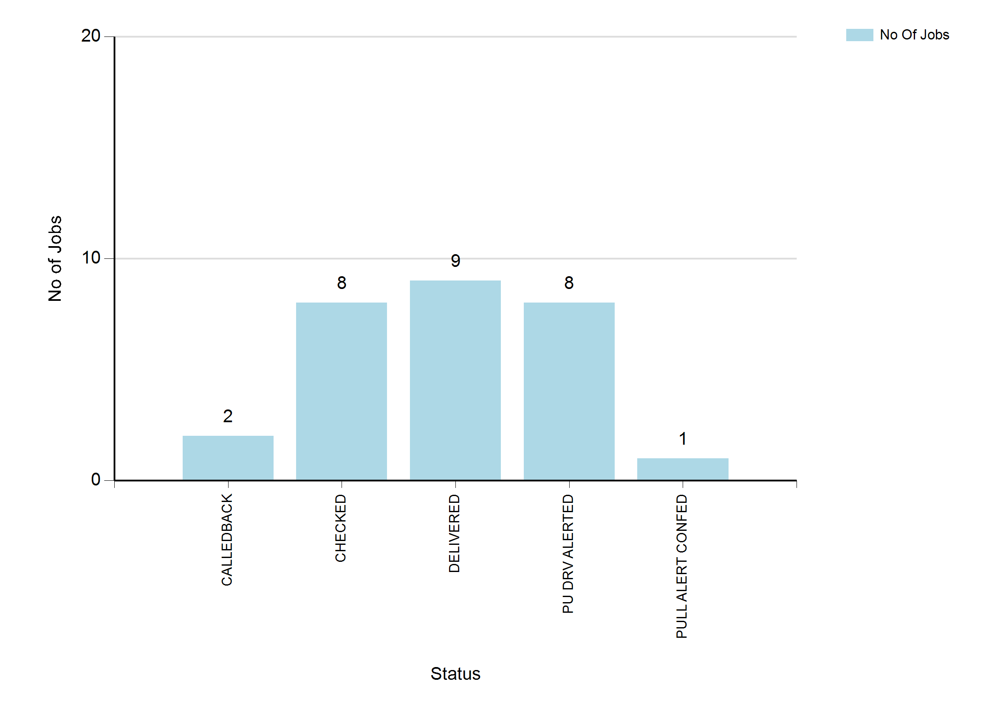 No Of Jobs
20
10
0
No of Jobs
2
8
9
8
1
CALLEDBACK
CHECKED
DELIVERED
PU DRV ALERTED
PULL ALERT CONFED
Status